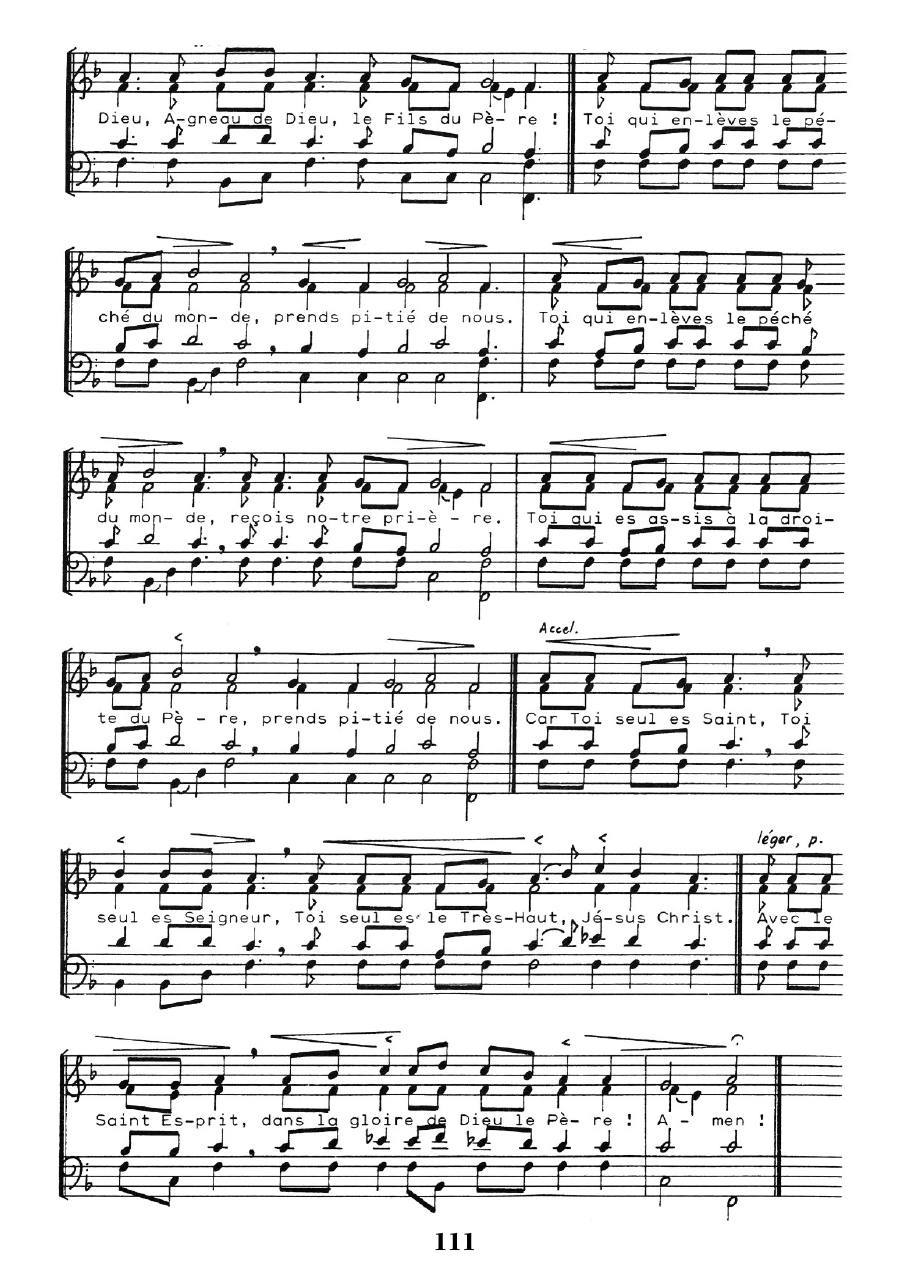 Dieu, A-gneau de Dieu, le Fils du Pè- re ! Toi qui en-lèves le pé-
ché du mon- de, prends pi-tié de nous. Toi qui en-lèves le péché
du mon- de, reçois no-tre pri-è - re. Toi qui es as-sis à la droi-
Accel.
te du Pè - re, prends pi-tié de nous. Car Toi seul es Saint, Toi
léger, p.
seul es Seigneur, Toi seul es le Très-Haut, Jé-sus Christ. Avec le
Saint Es-prit, dans la gloire de Dieu le Pè- re ! A - men !
111